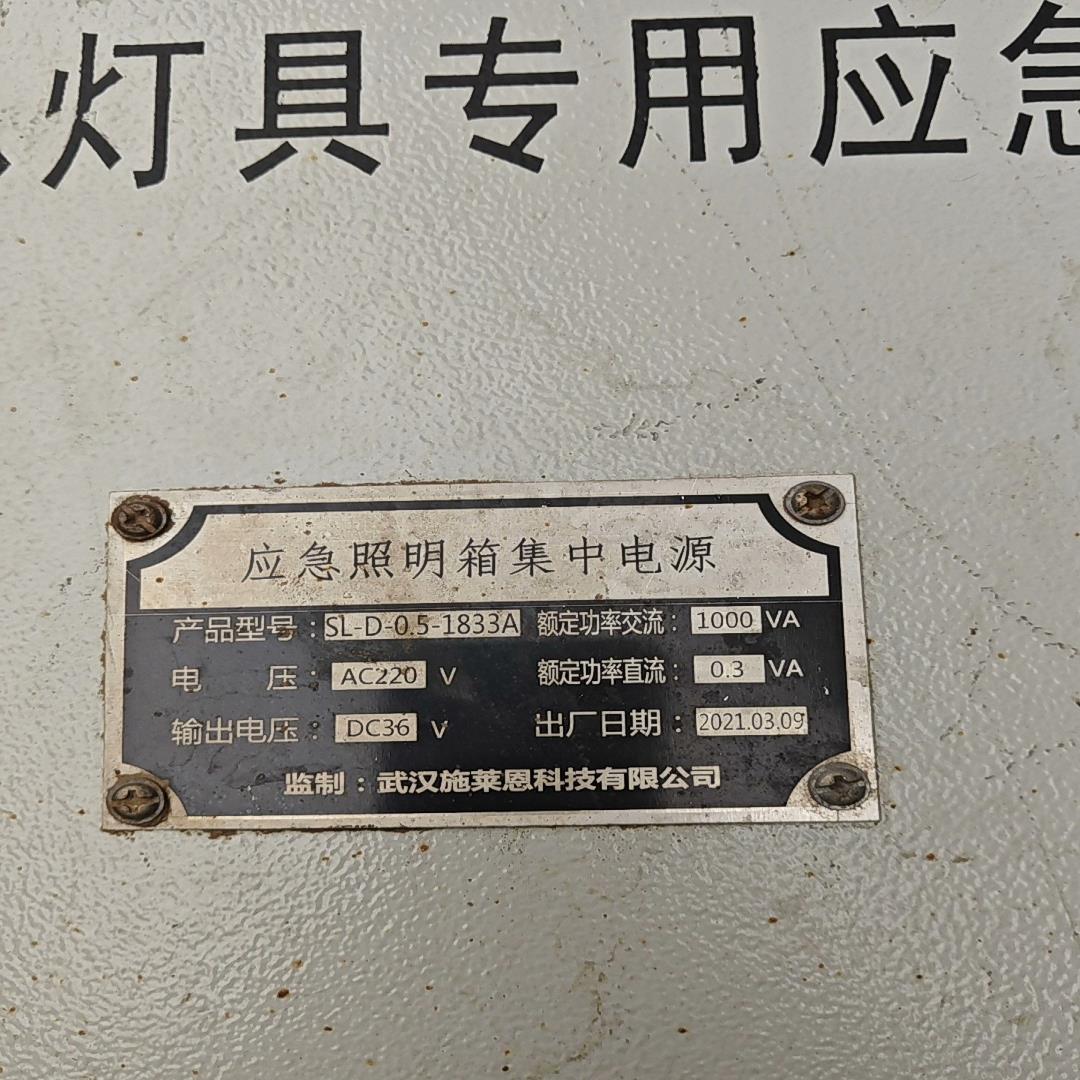 灯具专用应急
应急照明箱集中电源
产品型号：SL-D-0.5-1833A 额定功率交流：1000 VA
电 压：AC220 V 额定功率直流：0.3 VA
输出电压：DC36 V 出厂日期：2021.03.09
监制：武汉施莱恩科技有限公司